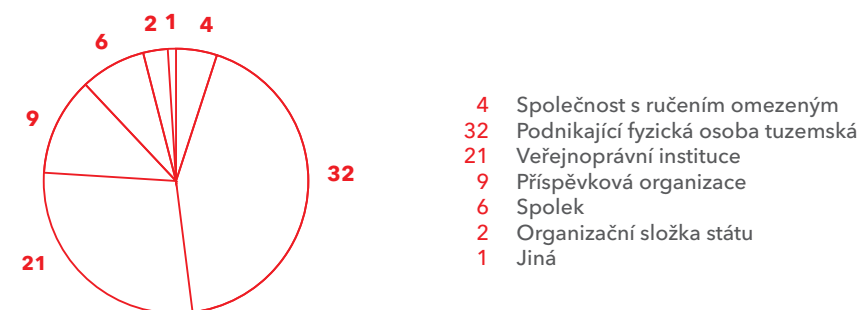 2 1 4
6
9
32
21
4 Společnost s ručením omezeným
32 Podnikající fyzická osoba tuzemská
21 Veřejnoprávní instituce
9 Příspěvková organizace
6 Spolek
2 Organizační složka státu
1 Jiná